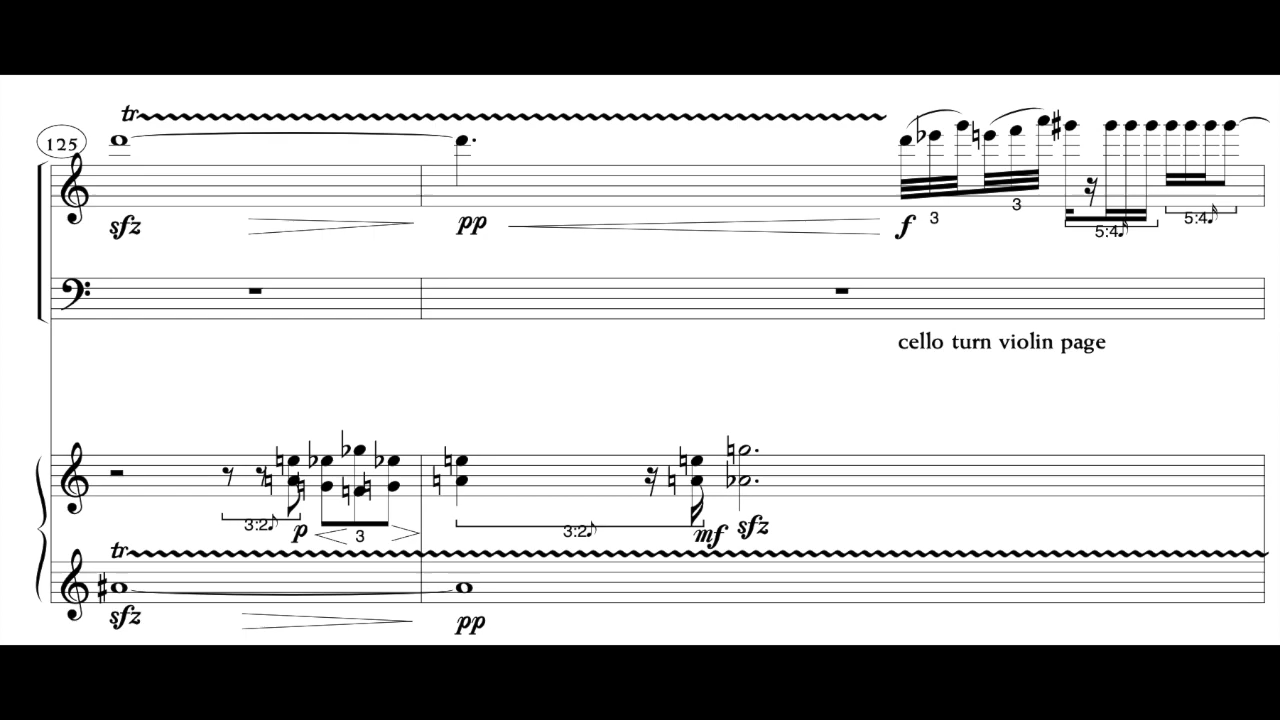 tr
125
sfz pp f 3 3 5:4 5:4
cello turn violin page
3:2 p 3 3:2 mf sfz
tr
sfz pp